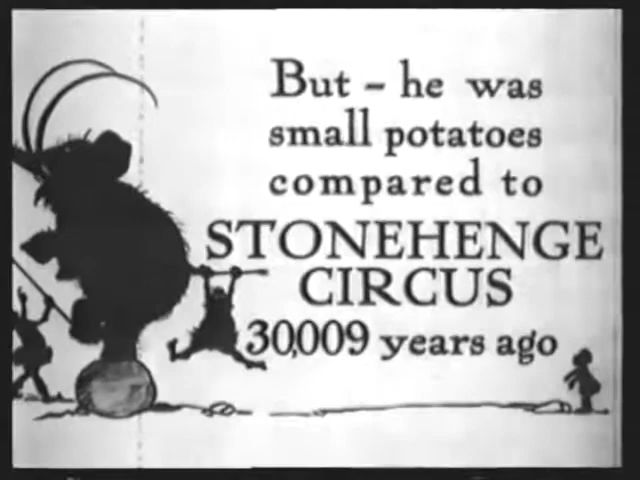 But - he was
small potatoes
compared to
STONEHENGE
CIRCUS
30,009 years ago